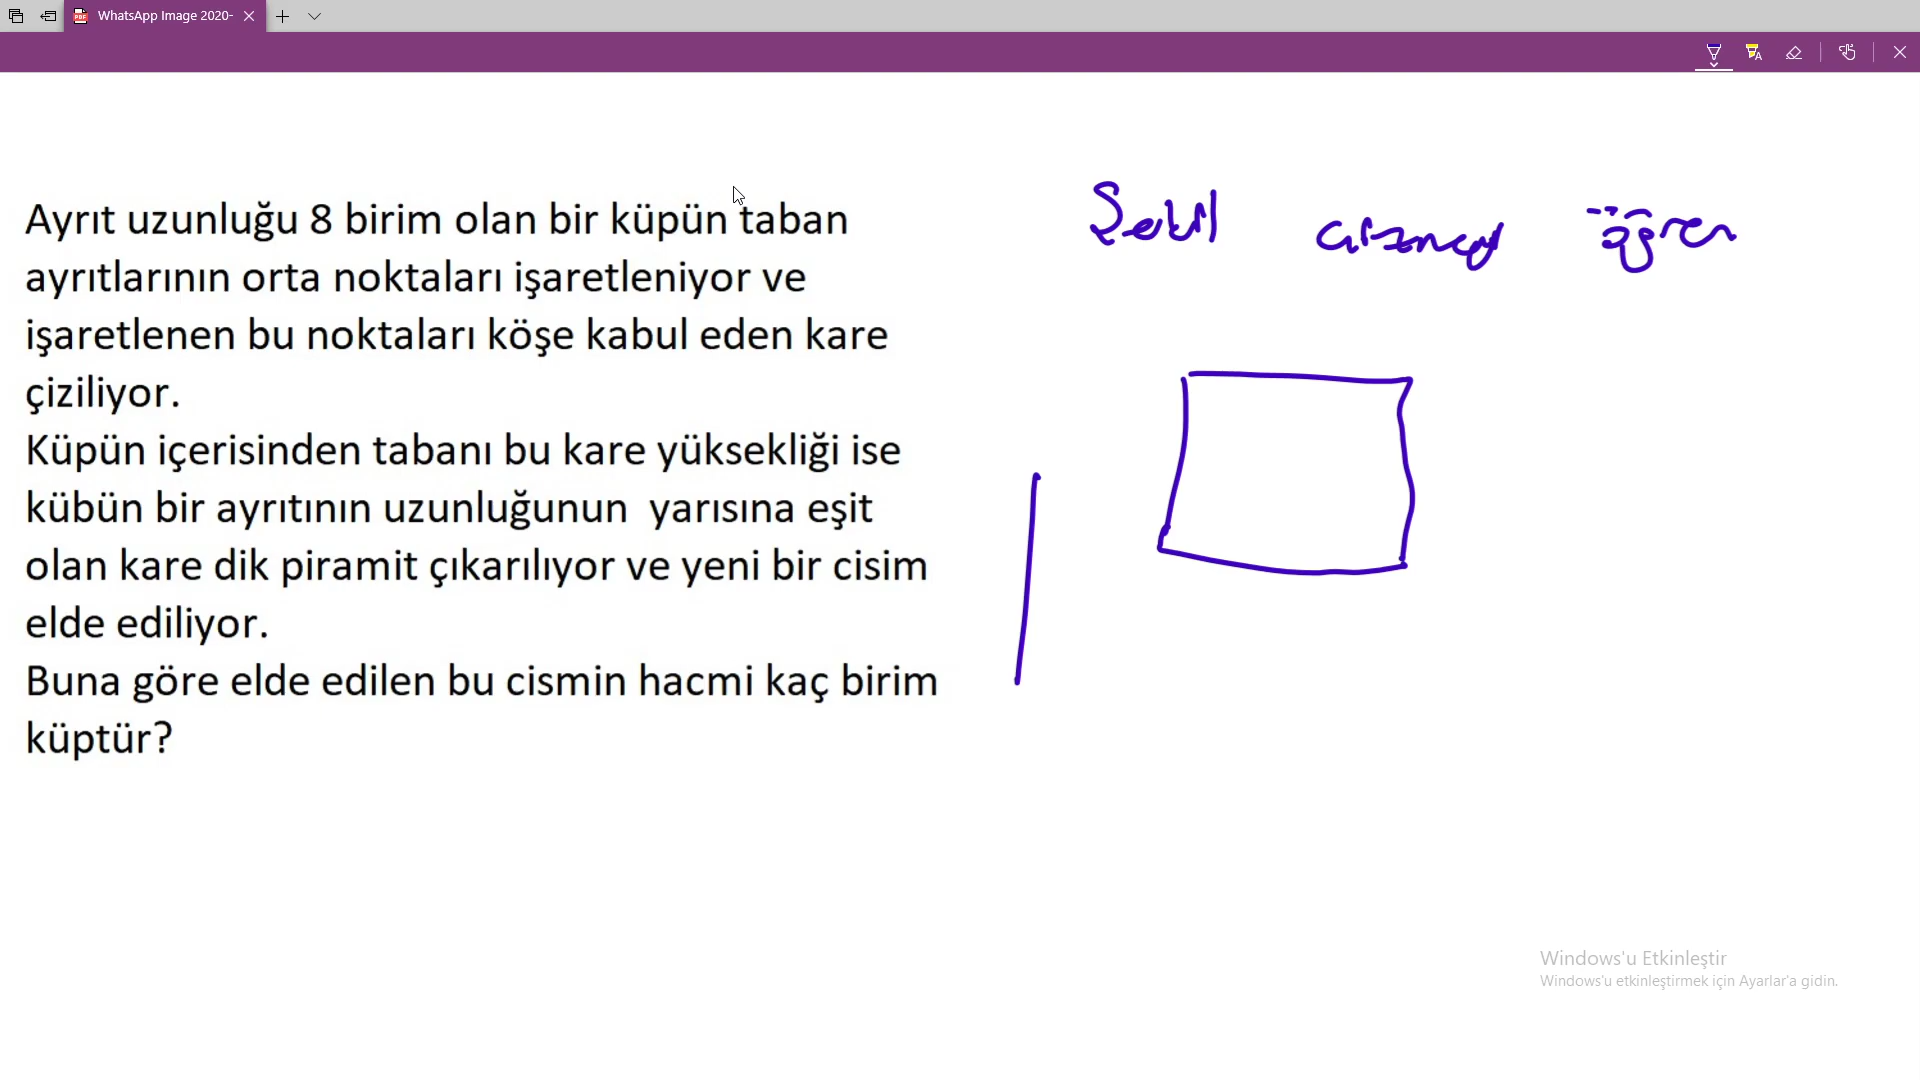 WhatsApp Image 2020-
Ayrıt uzunluğu 8 birim olan bir küpün taban
ayrıtlarının orta noktaları işaretleniyor ve
işaretlenen bu noktaları köşe kabul eden kare
çiziliyor.
Küpün içerisinden tabanı bu kare yüksekliği ise
kübün bir ayrıtının uzunluğunun yarısına eşit
olan kare dik piramit çıkarılıyor ve yeni bir cisim
elde ediliyor.
Buna göre elde edilen bu cismin hacmi kaç birim
küptür?
Şekil çizmeyi öğren
Windows'u Etkinleştir
Windows'u etkinleştirmek için Ayarlar'a gidin.